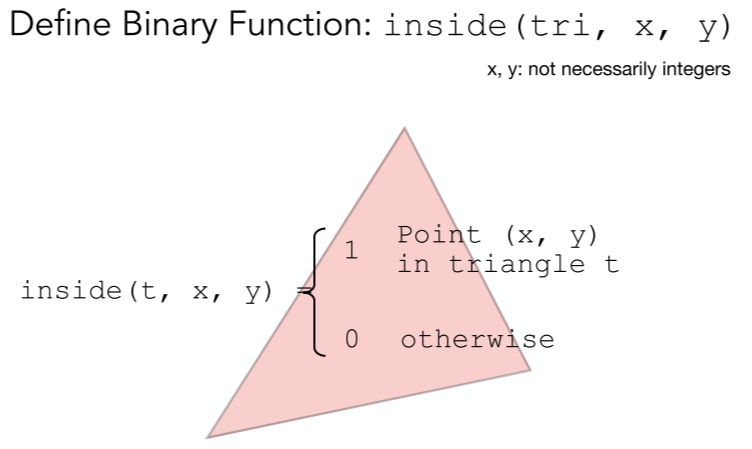 Define Binary Function: inside(tri, x, y)
x, y: not necessarily integers
inside(t, x, y) = { 1 Point (x, y)
in triangle t
0 otherwise